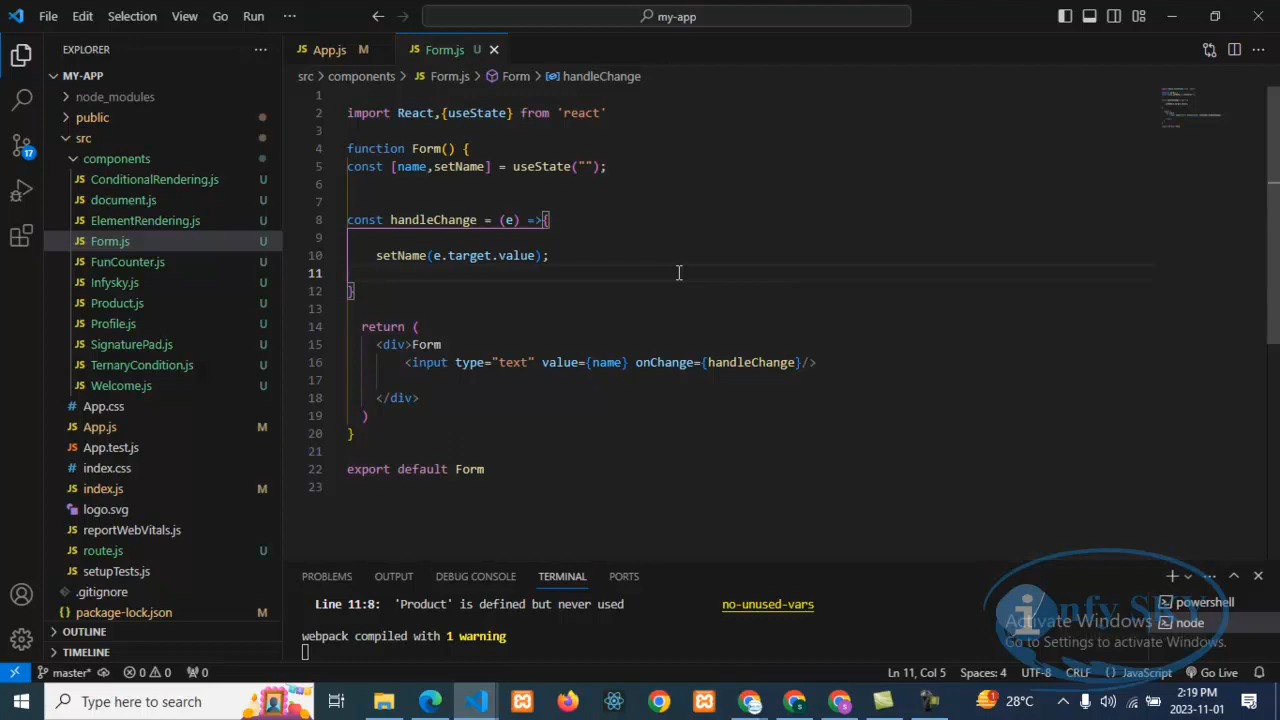 File Edit Selection View Go Run ··· my-app
EXPLORER
MY-APP
node_modules
public
src
components
ConditionalRendering.js U
document.js U
ElementRendering.js U
Form.js U
FunCounter.js U
Infysky.js U
Product.js U
Profile.js U
SignaturePad.js U
TernaryCondition.js U
Welcome.js U
App.css
App.js M
App.test.js
index.css
index.js M
logo.svg
reportWebVitals.js
route.js U
setupTests.js
.gitignore
package-lock.json M
OUTLINE
TIMELINE
17
App.js M Form.js U
src > components > Form.js > Form > handleChange
1
2 import React,{useState} from 'react'
3
4 function Form() {
5 const [name,setName] = useState("");
6
7
8 const handleChange = (e) =>{
9
10 setName(e.target.value);
11
12 }
13
14 return (
15 <div>Form
16 <input type="text" value={name} onChange={handleChange}/>
17
18 </div>
19 )
20 }
21
22 export default Form
23
PROBLEMS OUTPUT DEBUG CONSOLE TERMINAL PORTS
Line 11:8: 'Product' is defined but never used no-unused-vars
webpack compiled with 1 warning
powershell
node
infy SKY
Activate Windows
Go to Settings to activate Windows.
master* 0 0 0 Ln 11, Col 5 Spaces: 4 UTF-8 CRLF {} JavaScript Go Live
Type here to search
1 28°C
2:19 PM
2023-11-01